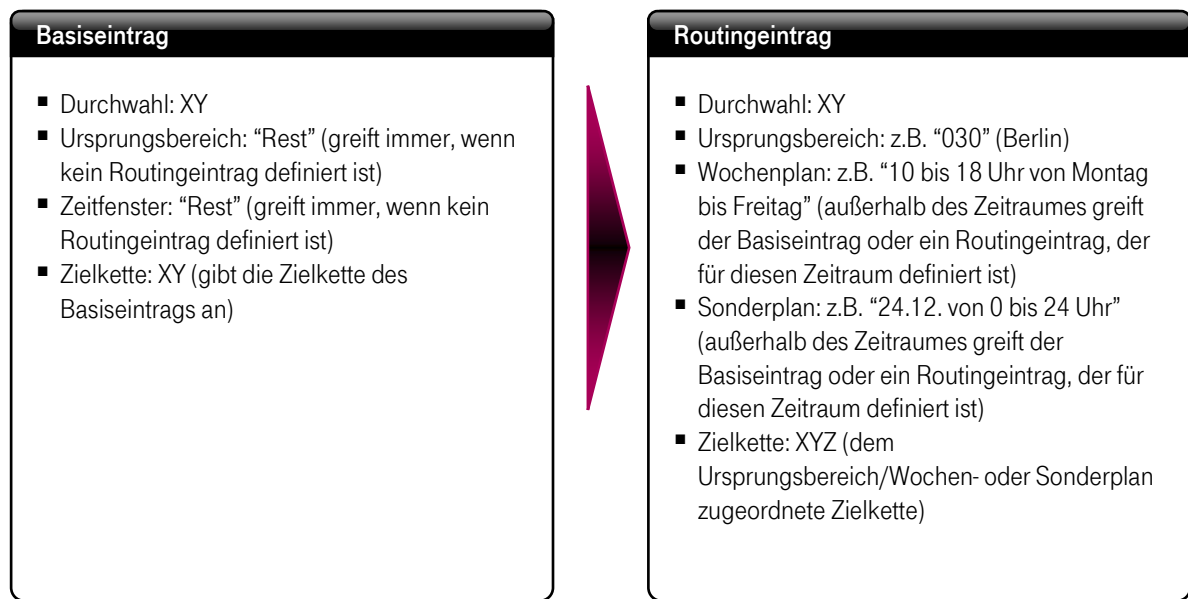 Basiseintrag
▪ Durchwahl: XY
▪ Ursprungsbereich: “Rest” (greift immer, wenn
kein Routingeintrag definiert ist)
▪ Zeitfenster: “Rest” (greift immer, wenn kein
Routingeintrag definiert ist)
▪ Zielkette: XY (gibt die Zielkette des
Basiseintrags an)
Routingeintrag
▪ Durchwahl: XY
▪ Ursprungsbereich: z.B. “030” (Berlin)
▪ Wochenplan: z.B. “10 bis 18 Uhr von Montag
bis Freitag” (außerhalb des Zeitraumes greift
der Basiseintrag oder ein Routingeintrag, der
für diesen Zeitraum definiert ist)
▪ Sonderplan: z.B. “24.12. von 0 bis 24 Uhr”
(außerhalb des Zeitraumes greift der
Basiseintrag oder ein Routingeintrag, der für
diesen Zeitraum definiert ist)
▪ Zielkette: XYZ (dem
Ursprungsbereich/Wochen- oder Sonderplan
zugeordnete Zielkette)